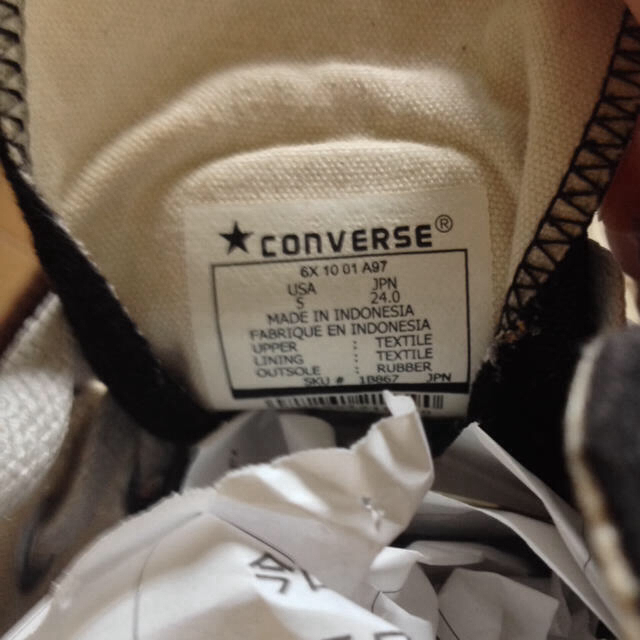 ★CONVERSE®
6X 10 01 A97
USA JPN
5 24.0
MADE IN INDONESIA
FABRIQUE EN INDONESIA
UPPER : TEXTILE
LINING : TEXTILE
OUTSOLE : RUBBER
SKU # 1B867 JPN